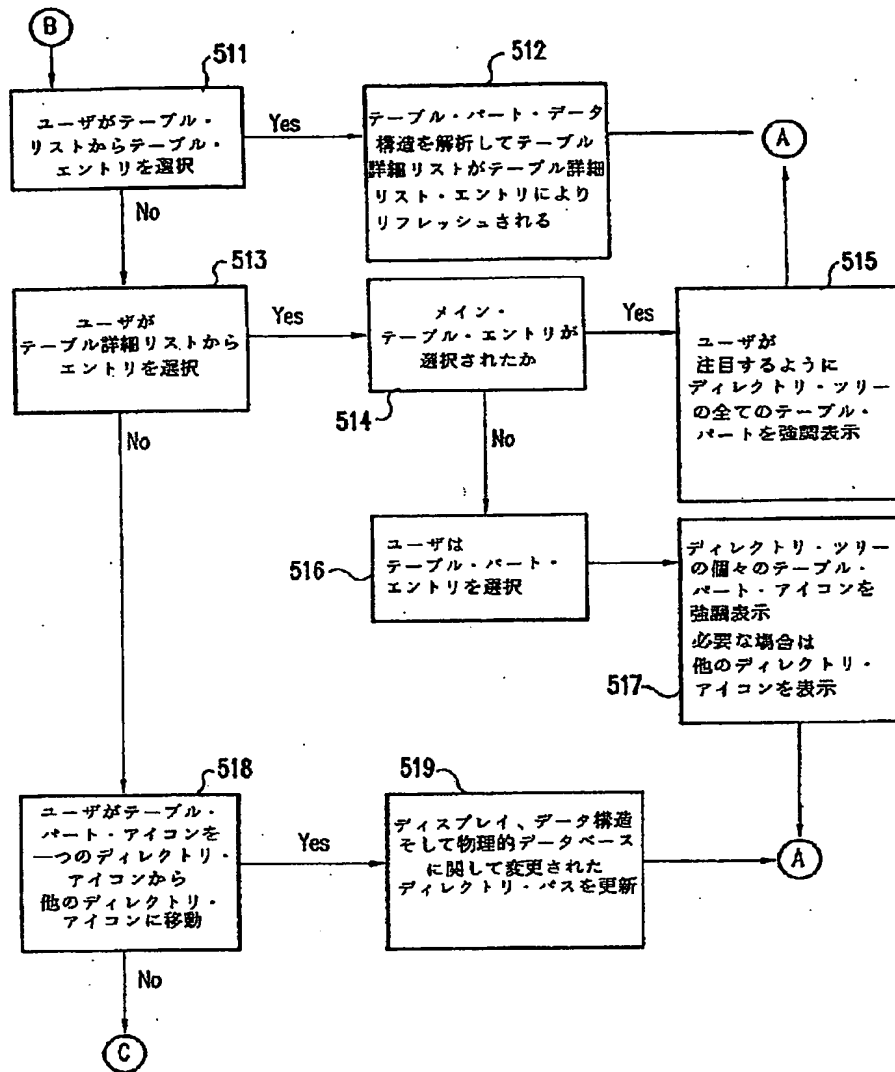 B
511
ユーザがテーブル・
リストからテーブル・
エントリを選択
Yes
No
512
テーブル・パート・データ
構造を解析してテーブル
詳細リストがテーブル詳細
リスト・エントリにより
リフレッシュされる
A
513
ユーザが
テーブル詳細リストから
エントリを選択
Yes
No
メイン・
テーブル・エントリが
選択されたか
514
Yes
No
515
ユーザが
注目するように
ディレクトリ・ツリー
の全てのテーブル・
パートを強調表示
516
ユーザは
テーブル・パート・
エントリを選択
ディレクトリ・ツリー
の個々のテーブル・
パート・アイコンを
強調表示
必要な場合は
他のディレクトリ・
アイコンを表示
517
518
ユーザがテーブル・
パート・アイコンを
一つのディレクトリ・
アイコンから
他のディレクトリ・
アイコンに移動
Yes
No
519
ディスプレイ、データ構造
そして物理的データベース
に関して変更された
ディレクトリ・パスを更新
A
C